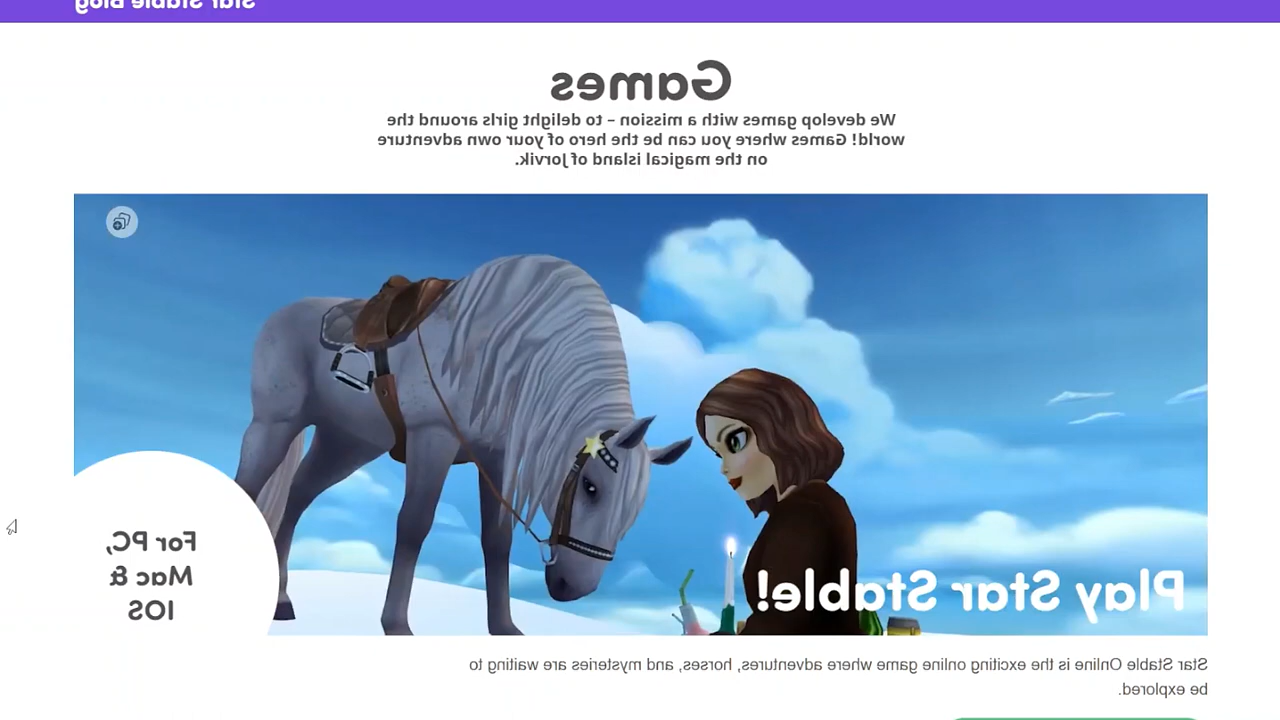 Star Stable Blog
Games
We develop games with a mission – to delight girls around the
world! Games where you can be the hero of your own adventure
on the magical island of Jorvik.
For PC,
Mac &
IOS
Play Star Stable!
Star Stable Online is the exciting online game where adventures, horses, and mysteries are waiting to
be explored.